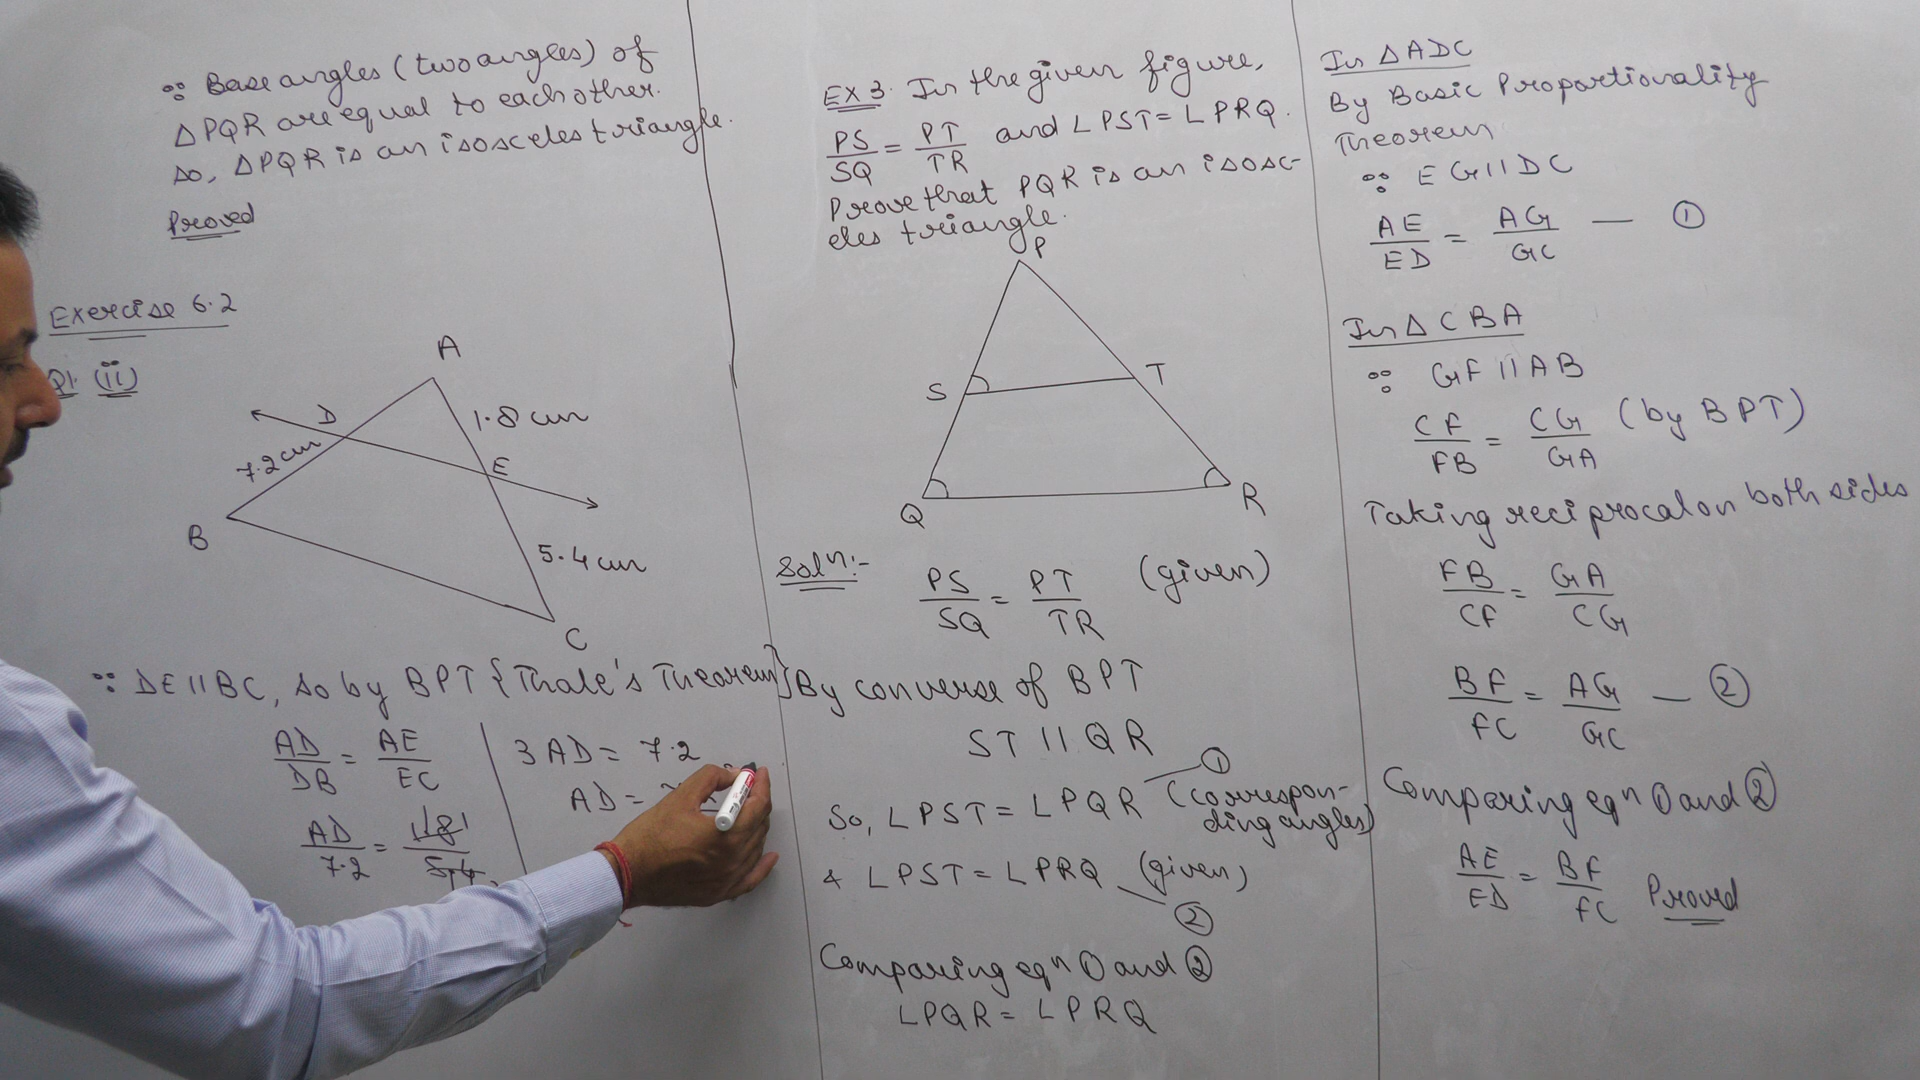 ∵ Base angles (two angles) of
△PQR are equal to each other.
so, △PQR is an isosceles triangle.
Proved
Exercise 6.2
Q1. (ii)
A
D
1.8 cm
7.2 cm
E
B
5.4 cm
C
∵ DE || BC, so by BPT {Thale's Theorem}
AD/DB = AE/EC
AD/7.2 = 1.8/5.4
3 AD = 7.2
AD =
EX 3. In the given figure,
PS/SQ = PT/TR and ∠PST = ∠PRQ.
Prove that PQR is an isosc-
eles triangle.
P
S
T
Q
R
Solⁿ:-
PS/SQ = PT/TR (given)
By converse of BPT
ST || QR
So, ∠PST = ∠PQR — ① (correspon-
ding angles)
& ∠PST = ∠PRQ (given)
— ②
Comparing eqⁿ ① and ②
∠PQR = ∠PRQ
In △ADC
By Basic Proportionality
Theorem
∵ EG || DC
AE/ED = AG/GC — ①
In △CBA
∵ GF || AB
CF/FB = CG/GA (by BPT)
Taking reciprocal on both sides
FB/CF = GA/CG
BF/FC = AG/GC — ②
Comparing eqⁿ ① and ②
AE/ED = BF/FC Proved